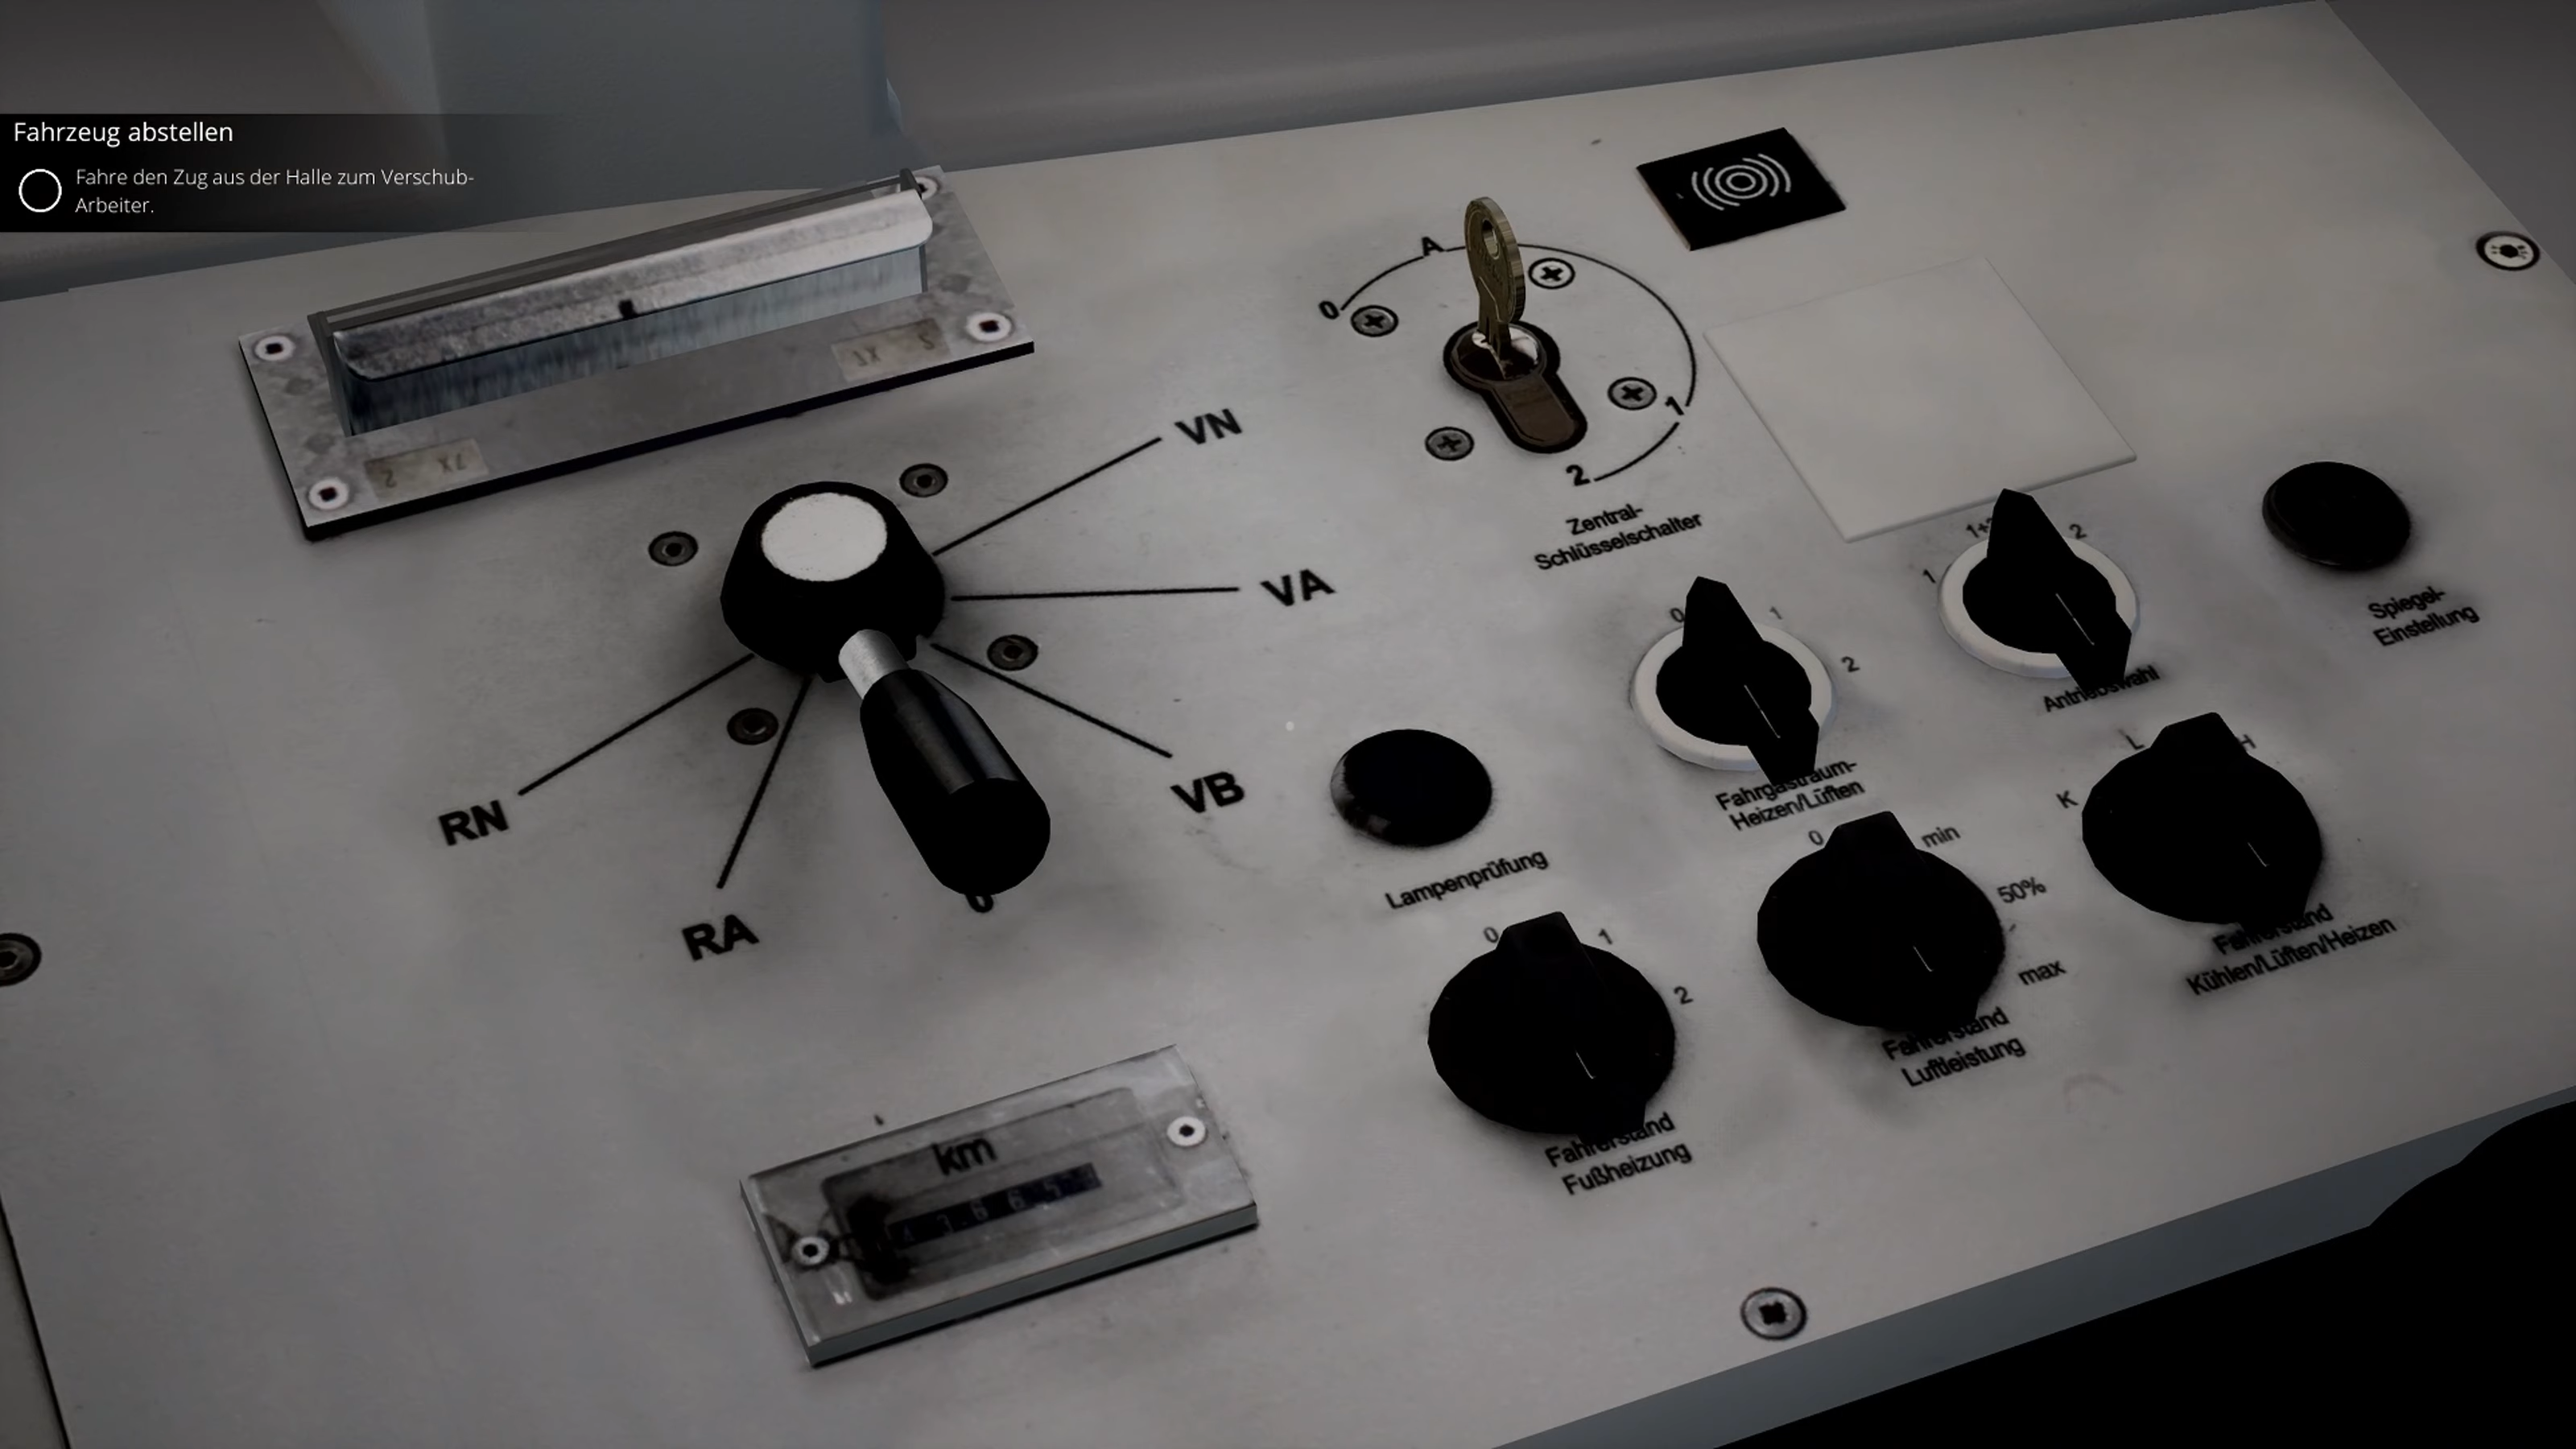 Fahrzeug abstellen
Fahre den Zug aus der Halle zum Verschub-
Arbeiter.
A
0
1
2
Zentral-
Schlüsselschalter
VN
VA
VB
0
RA
RN
1
2
Antriebswahl
Spiegel-
Einstellung
0
1
2
Fahrgastraum-
Heizen/Lüften
Lampenprüfung
K
L
H
Fahrerstand
Kühlen/Lüften/Heizen
0
min
50%
max
Fahrerstand
Luftleistung
0
1
2
Fahrerstand
Fußheizung
km